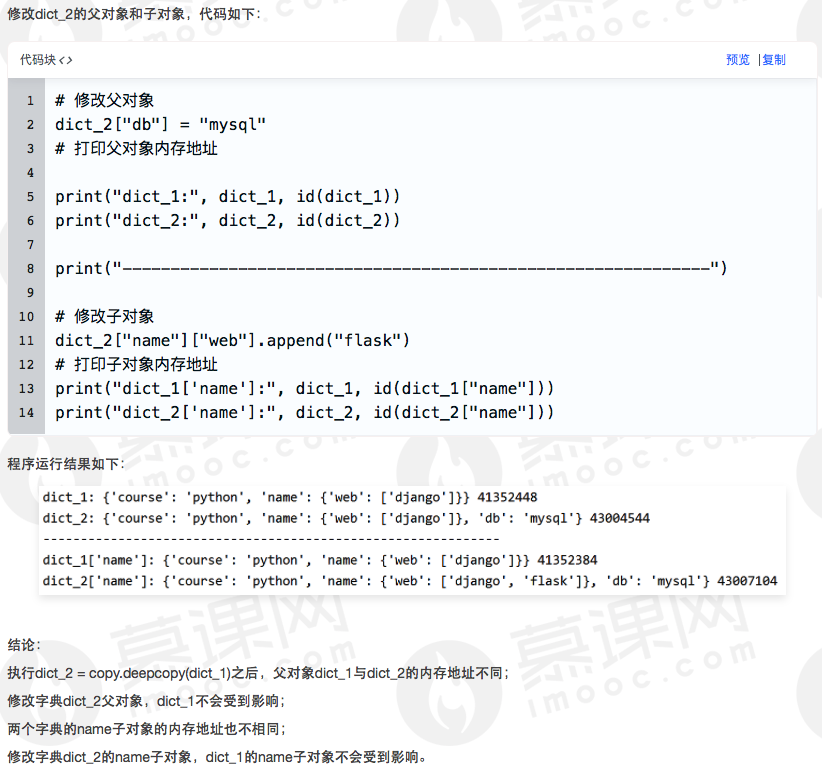 修改dict_2的父对象和子对象，代码如下：
代码块<> 预览 |复制
1 # 修改父对象
2 dict_2["db"] = "mysql"
3 # 打印父对象内存地址
4
5 print("dict_1:", dict_1, id(dict_1))
6 print("dict_2:", dict_2, id(dict_2))
7
8 print("-------------------------------------------------------------")
9
10 # 修改子对象
11 dict_2["name"]["web"].append("flask")
12 # 打印子对象内存地址
13 print("dict_1['name']:", dict_1, id(dict_1["name"]))
14 print("dict_2['name']:", dict_2, id(dict_2["name"]))
程序运行结果如下：
dict_1: {'course': 'python', 'name': {'web': ['django']}} 41352448
dict_2: {'course': 'python', 'name': {'web': ['django']}, 'db': 'mysql'} 43004544
-------------------------------------------------------------
dict_1['name']: {'course': 'python', 'name': {'web': ['django']}} 41352384
dict_2['name']: {'course': 'python', 'name': {'web': ['django', 'flask']}, 'db': 'mysql'} 43007104
结论：
执行dict_2 = copy.deepcopy(dict_1)之后，父对象dict_1与dict_2的内存地址不同；
修改字典dict_2父对象，dict_1不会受到影响；
两个字典的name子对象的内存地址也不相同；
修改字典dict_2的name子对象，dict_1的name子对象不会受到影响。
慕课网
imooc.com
慕课网
imooc.com